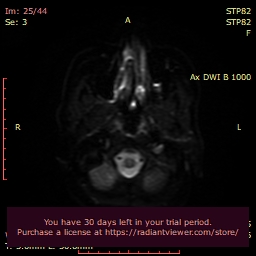 Im: 25/44
Se: 3
STP82
STP82
F
A
Ax DWI B 1000
R
L
You have 30 days left in your trial period.
Purchase a license at https://radiantviewer.com/store/